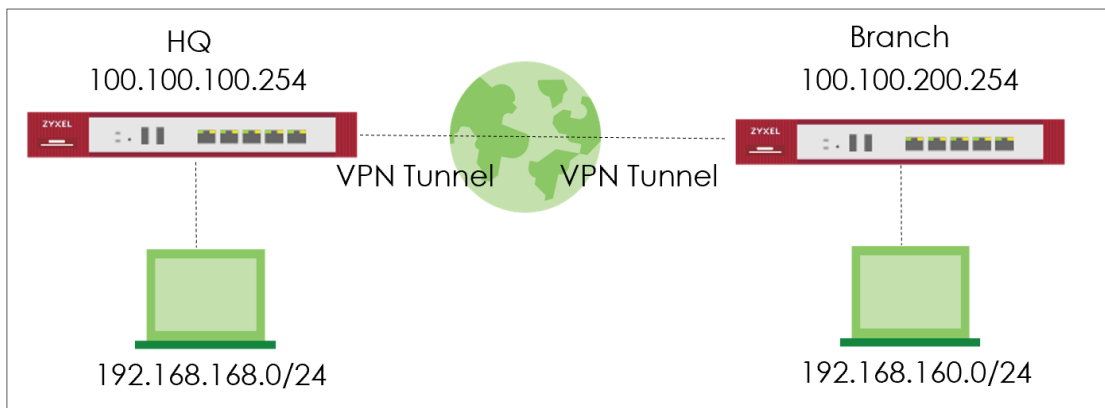 HQ
100.100.100.254
ZYXEL
Branch
100.100.200.254
ZYXEL
VPN Tunnel
VPN Tunnel
192.168.168.0/24
192.168.160.0/24